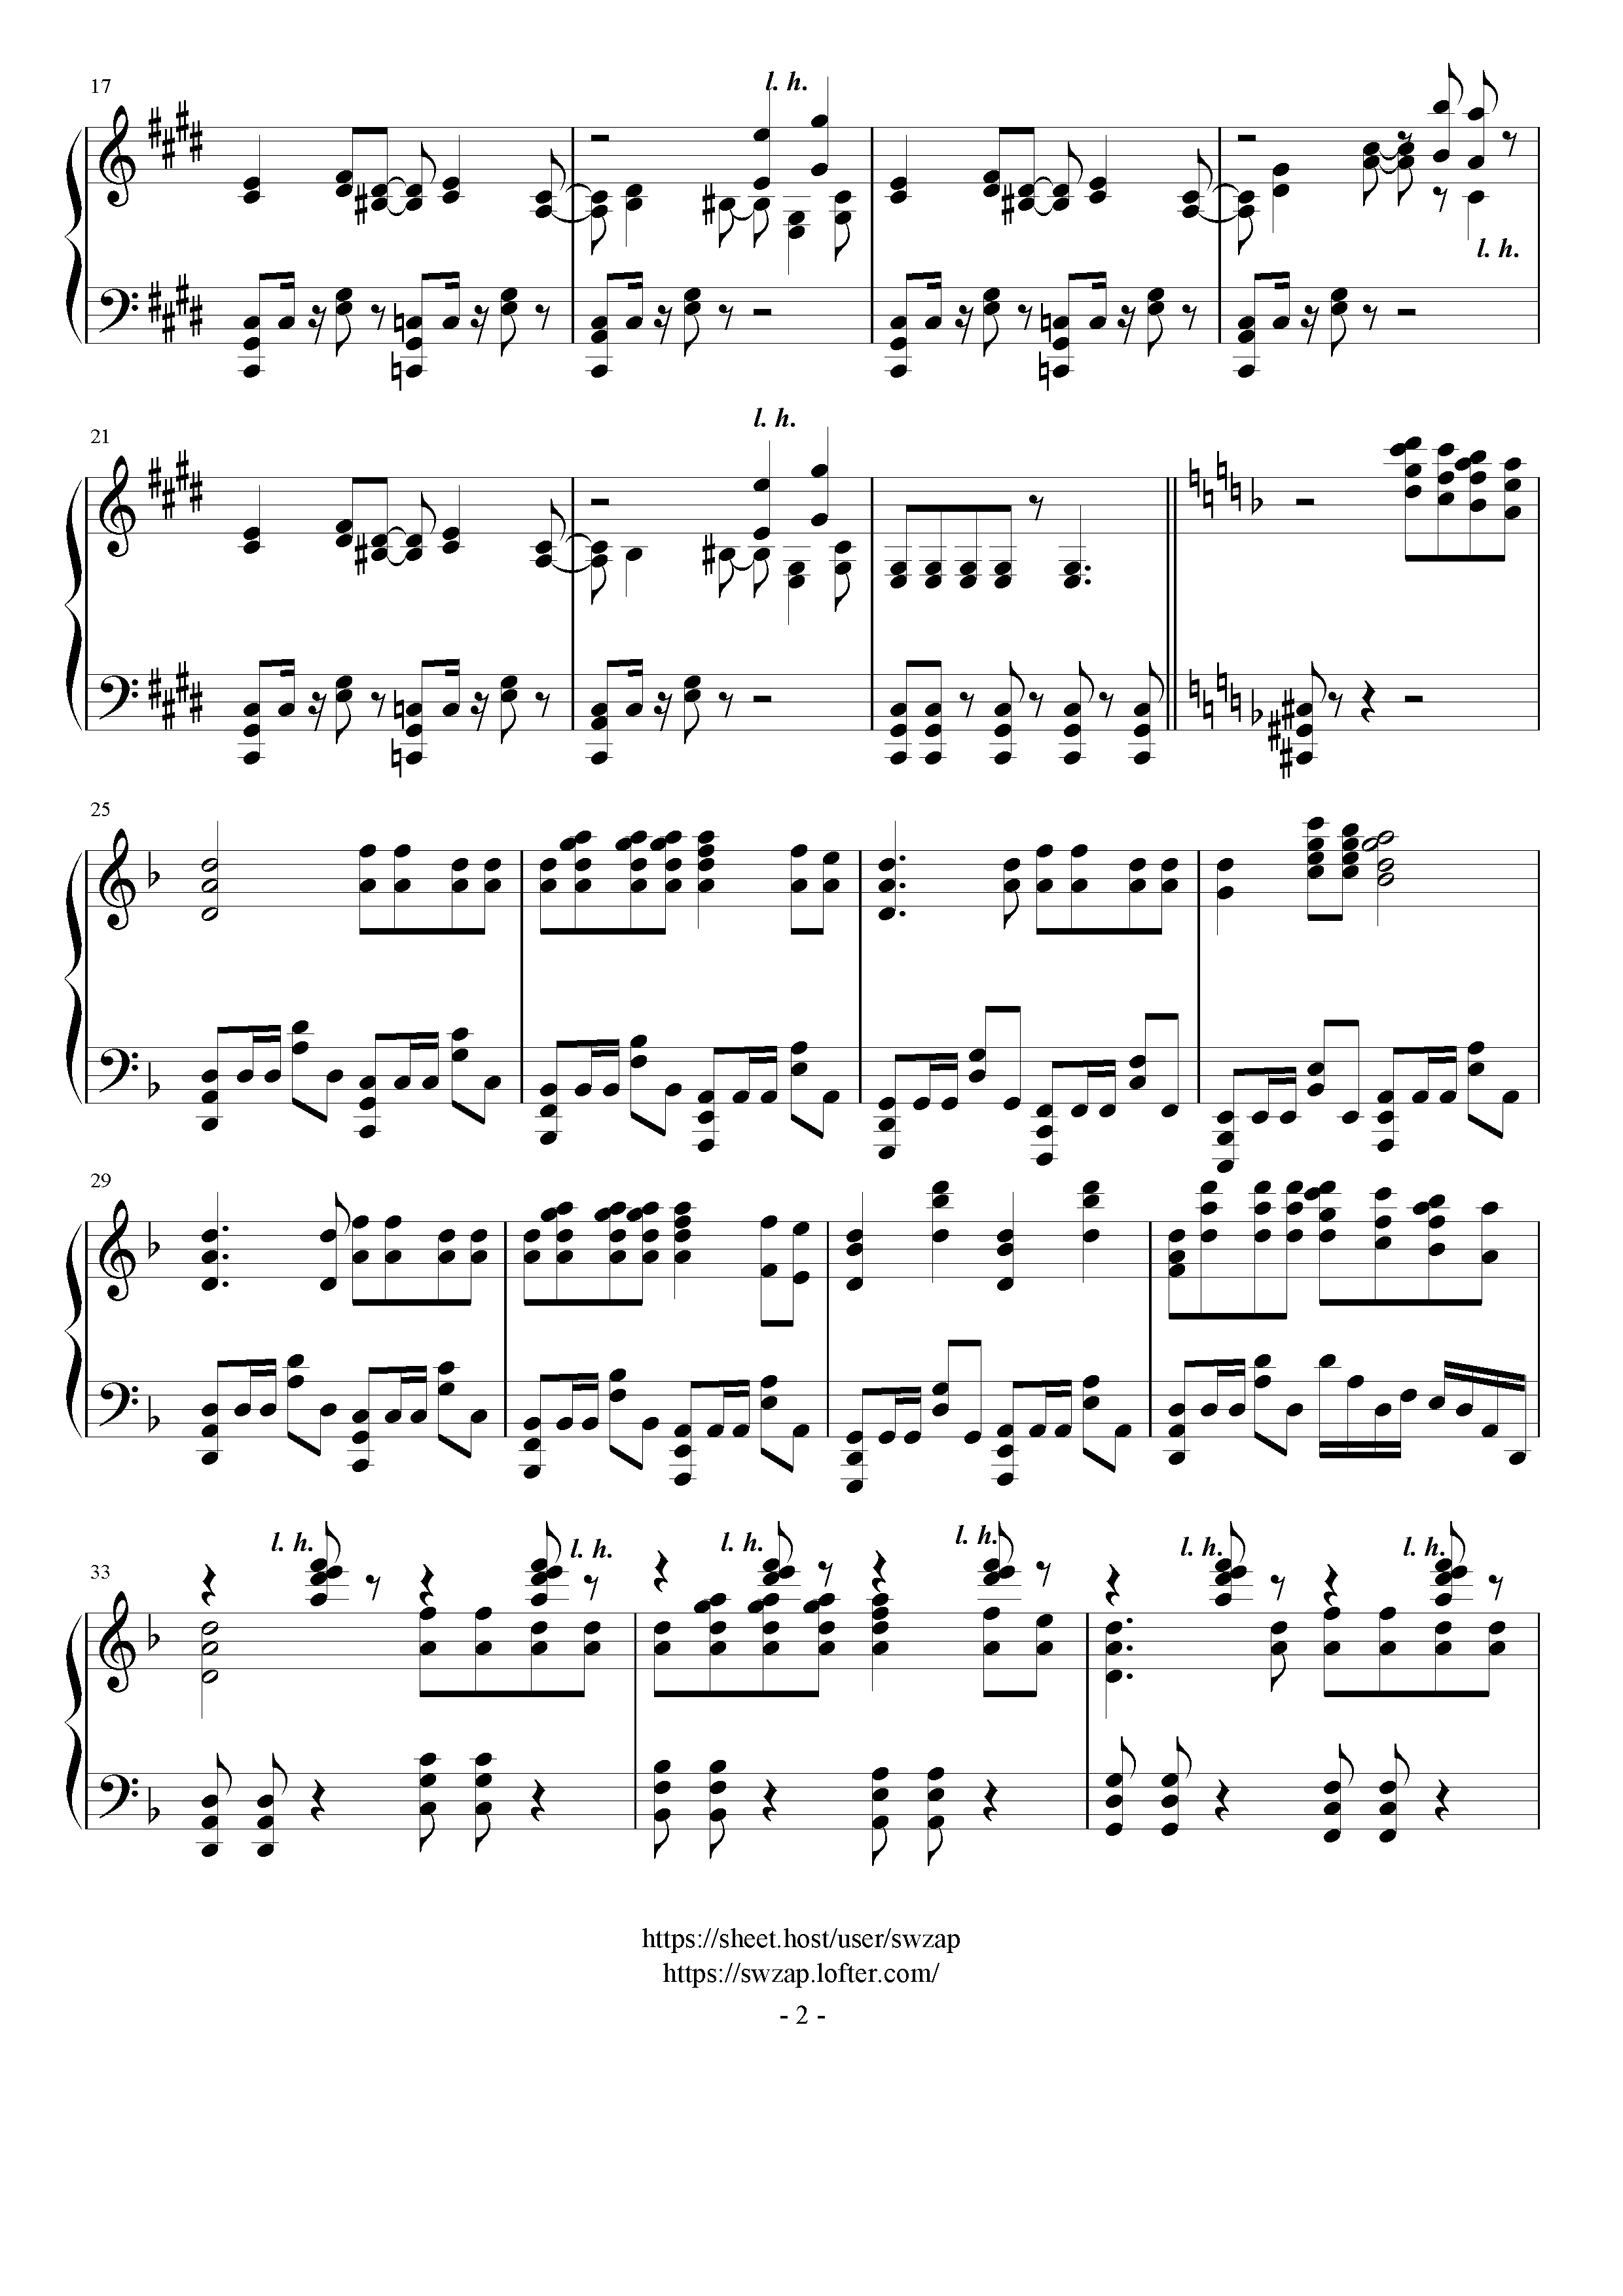 17
l. h.
l. h.
21
l. h.
25
29
33
l. h.
l. h.
l. h.
l. h.
l. h.
l. h.
https://sheet.host/user/swzap
https://swzap.lofter.com/
- 2 -